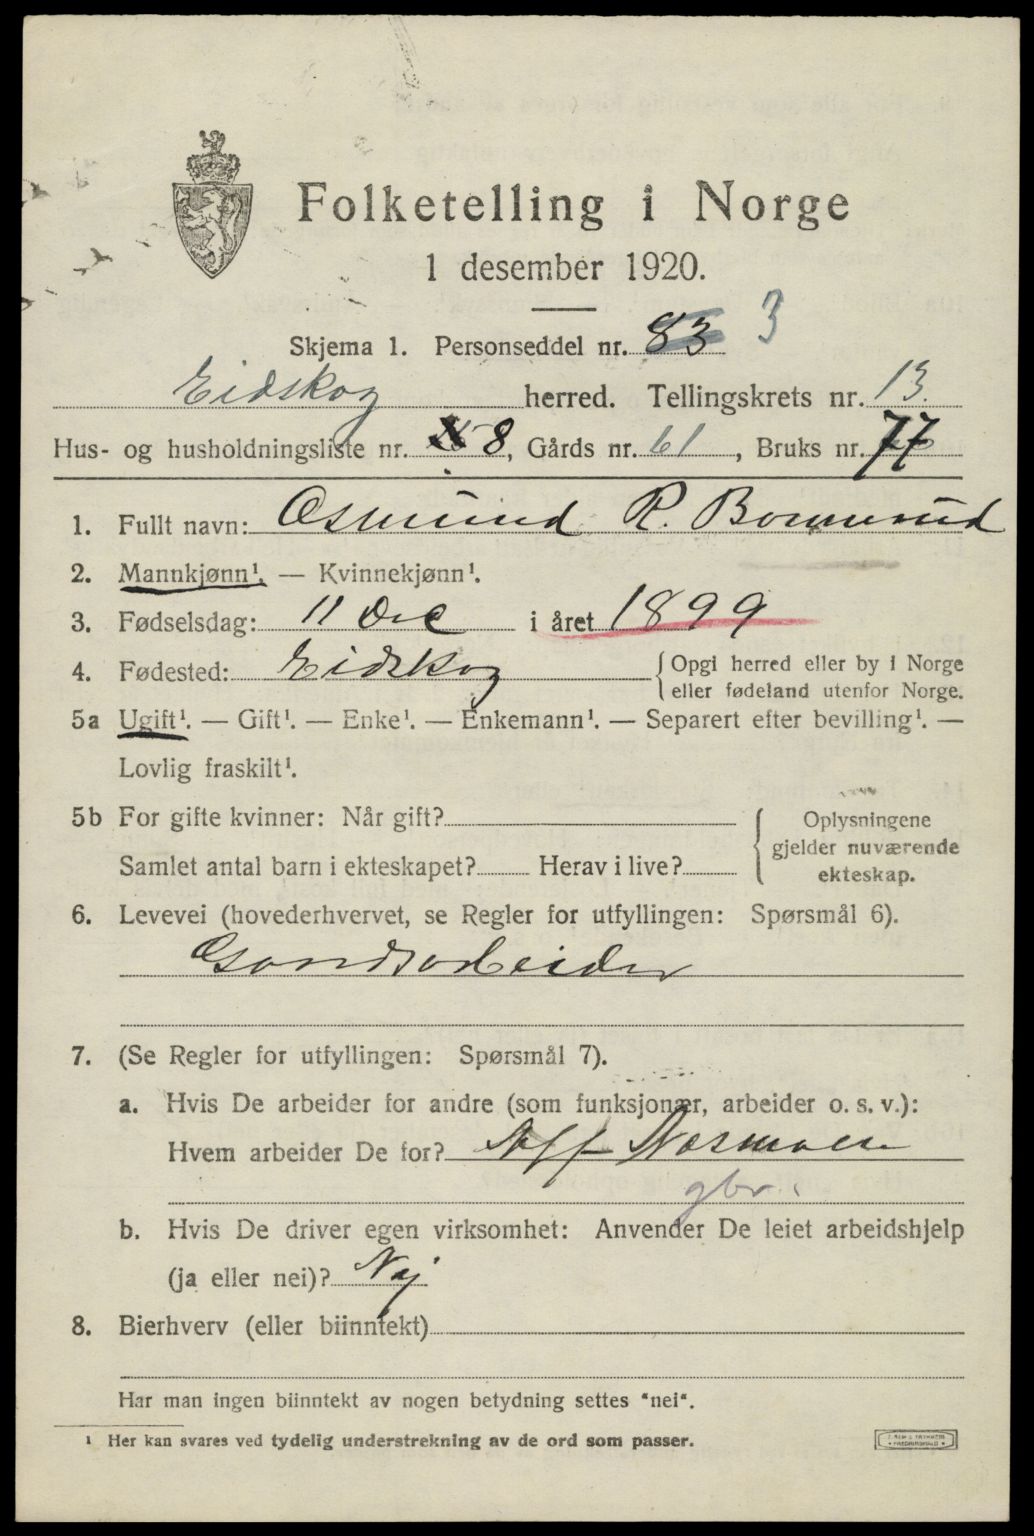 Folketelling i Norge
1 desember 1920.
Skjema 1. Personseddel nr. 83 3
Eidskog herred. Tellingskrets nr. 13.
Hus- og husholdningsliste nr. 8, Gårds nr. 61, Bruks nr. 77
1. Fullt navn: Osmund R. Bommerud
2. Mannkjønn¹. — Kvinnekjønn¹.
3. Fødselsdag: 11 Dec i året 1899
4. Fødested: Eidskog { Opgi herred eller by i Norge
eller fødeland utenfor Norge.
5a Ugift¹. — Gift¹. — Enke¹. — Enkemann¹. — Separert efter bevilling¹. —
Lovlig fraskilt¹.
5b For gifte kvinner: Når gift?
Samlet antal barn i ekteskapet? Herav i live?
{ Oplysningene
gjelder nuværende
ekteskap.
6. Levevei (hovederhvervet, se Regler for utfyllingen: Spørsmål 6).
Gaardsarbeider
7. (Se Regler for utfyllingen: Spørsmål 7).
a. Hvis De arbeider for andre (som funksjonær, arbeider o. s. v.):
Hvem arbeider De for? Alf Næsmoen
gbr.
b. Hvis De driver egen virksomhet: Anvender De leiet arbeidshjelp
(ja eller nei)? Nej
8. Bierhverv (eller biinntekt)
Har man ingen biinntekt av nogen betydning settes "nei".
¹ Her kan svares ved tydelig understrekning av de ord som passer.